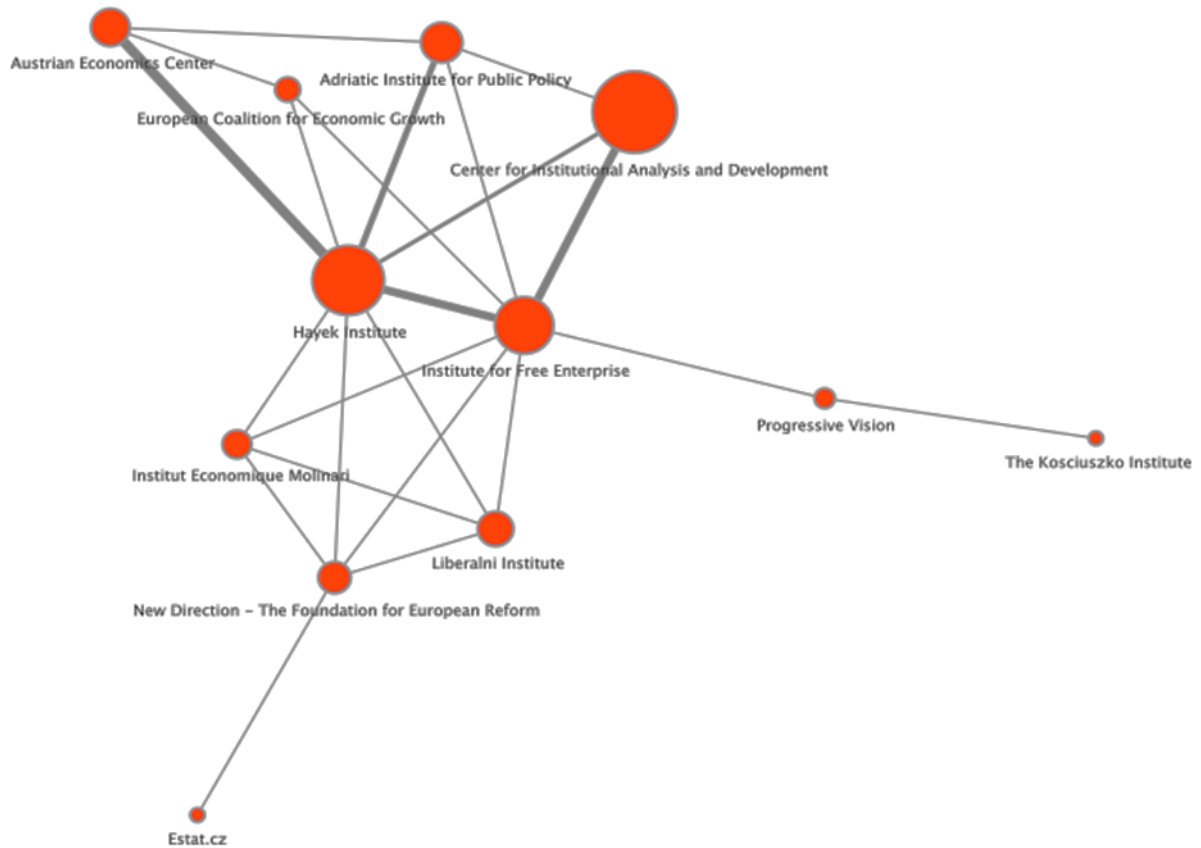 Austrian Economics Center
Adriatic Institute for Public Policy
European Coalition for Economic Growth
Center for Institutional Analysis and Development
Hayek Institute
Institute for Free Enterprise
Progressive Vision
The Kosciuszko Institute
Institut Economique Molinari
Liberalni Institute
New Direction – The Foundation for European Reform
Estat.cz